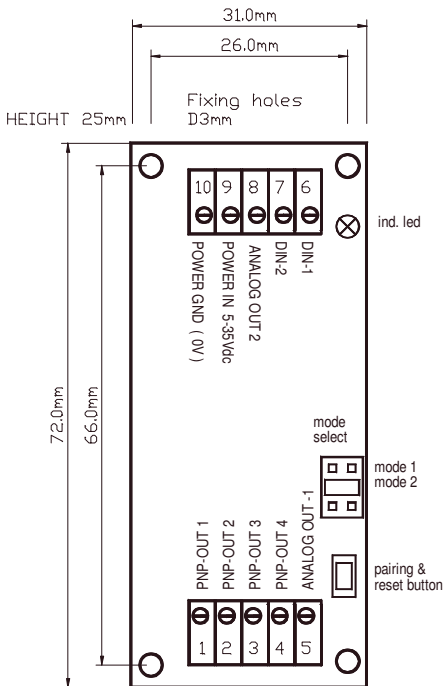 31.0mm
26.0mm
Fixing holes
HEIGHT 25mm D3mm
10 9 8 7 6
ind. led
POWER GND ( 0V )
POWER IN 5-35Vdc
ANALOG OUT 2
DIN-2
DIN-1
72.0mm
66.0mm
mode
select
mode 1
mode 2
PNP-OUT 1
PNP-OUT 2
PNP-OUT 3
PNP-OUT 4
ANALOG OUT -1
pairing &
reset button
1 2 3 4 5